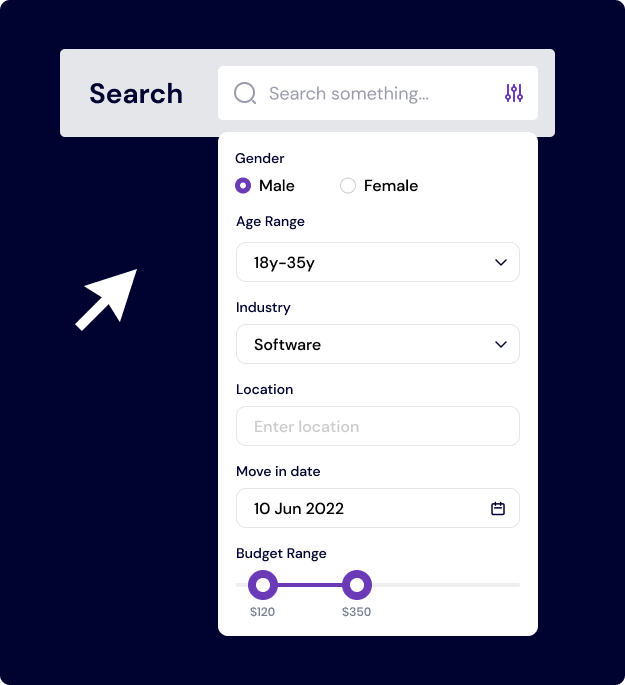 Search
Search something...
Gender
Male Female
Age Range
18y-35y
Industry
Software
Location
Enter location
Move in date
10 Jun 2022
Budget Range
$120 $350